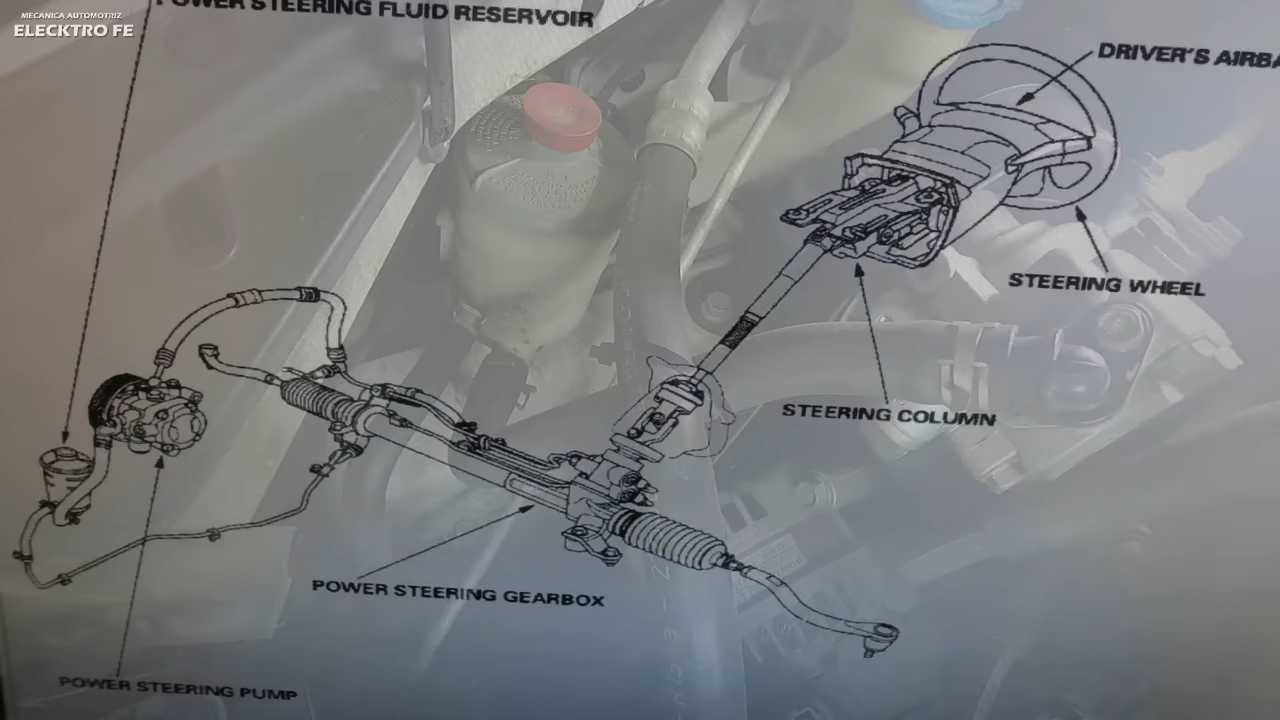 MECANICA AUTOMOTRIZ
ELECKTRO FE
POWER STEERING FLUID RESERVOIR
DRIVER'S AIRBA
STEERING WHEEL
STEERING COLUMN
POWER STEERING GEARBOX
POWER STEERING PUMP